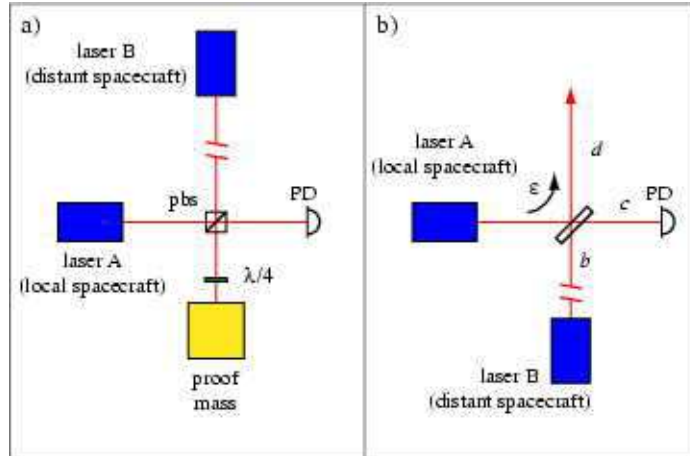 a)
laser B
(distant spacecraft)
pbs
PD
laser A
(local spacecraft)
λ/4
proof
mass
b)
laser A
(local spacecraft)
ε
d
c
PD
b
laser B
(distant spacecraft)